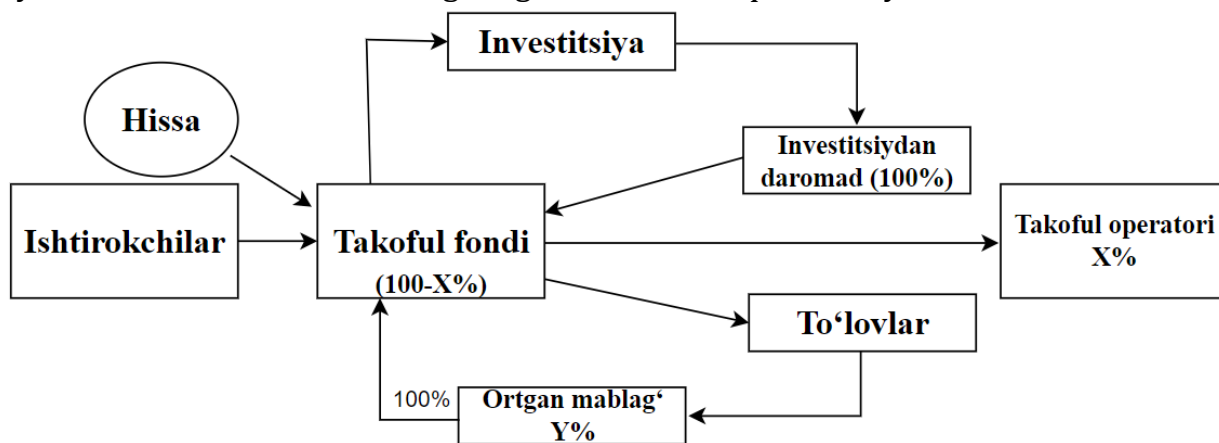 Investitsiya
Hissa
Investitsiydan
daromad (100%)
Ishtirokchilar
Takoful fondi
(100-X%)
Takoful operatori
X%
To‘lovlar
100%
Ortgan mablag‘
Y%